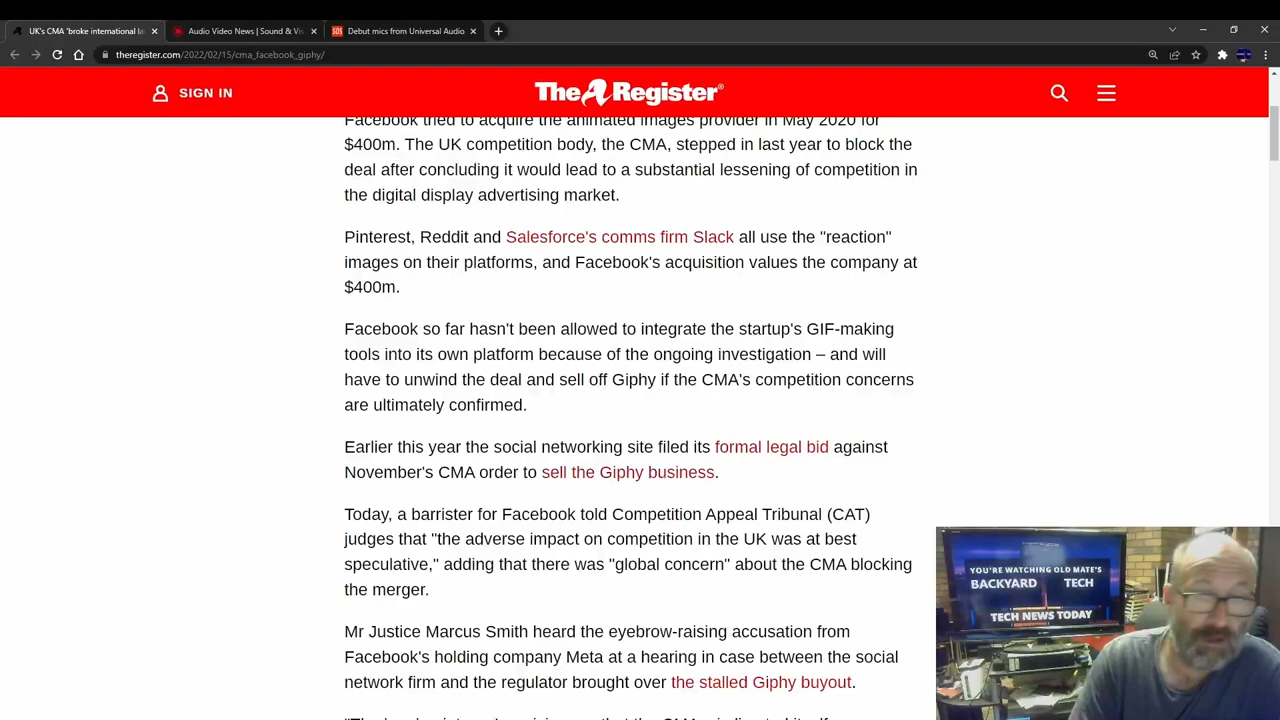 UK's CMA 'broke international la
Audio Video News | Sound & Vis
SOS
Debut mics from Universal Audio
theregister.com/2022/02/15/cma_facebook_giphy/
SIGN IN
The Register®
Facebook tried to acquire the animated images provider in May 2020 for
$400m. The UK competition body, the CMA, stepped in last year to block the
deal after concluding it would lead to a substantial lessening of competition in
the digital display advertising market.
Pinterest, Reddit and Salesforce's comms firm Slack all use the "reaction"
images on their platforms, and Facebook's acquisition values the company at
$400m.
Facebook so far hasn't been allowed to integrate the startup's GIF-making
tools into its own platform because of the ongoing investigation – and will
have to unwind the deal and sell off Giphy if the CMA's competition concerns
are ultimately confirmed.
Earlier this year the social networking site filed its formal legal bid against
November's CMA order to sell the Giphy business.
Today, a barrister for Facebook told Competition Appeal Tribunal (CAT)
judges that "the adverse impact on competition in the UK was at best
speculative," adding that there was "global concern" about the CMA blocking
the merger.
Mr Justice Marcus Smith heard the eyebrow-raising accusation from
Facebook's holding company Meta at a hearing in case between the social
network firm and the regulator brought over the stalled Giphy buyout.
YOU'RE WATCHING OLD MATE'S
BACKYARD TECH
TECH NEWS TODAY